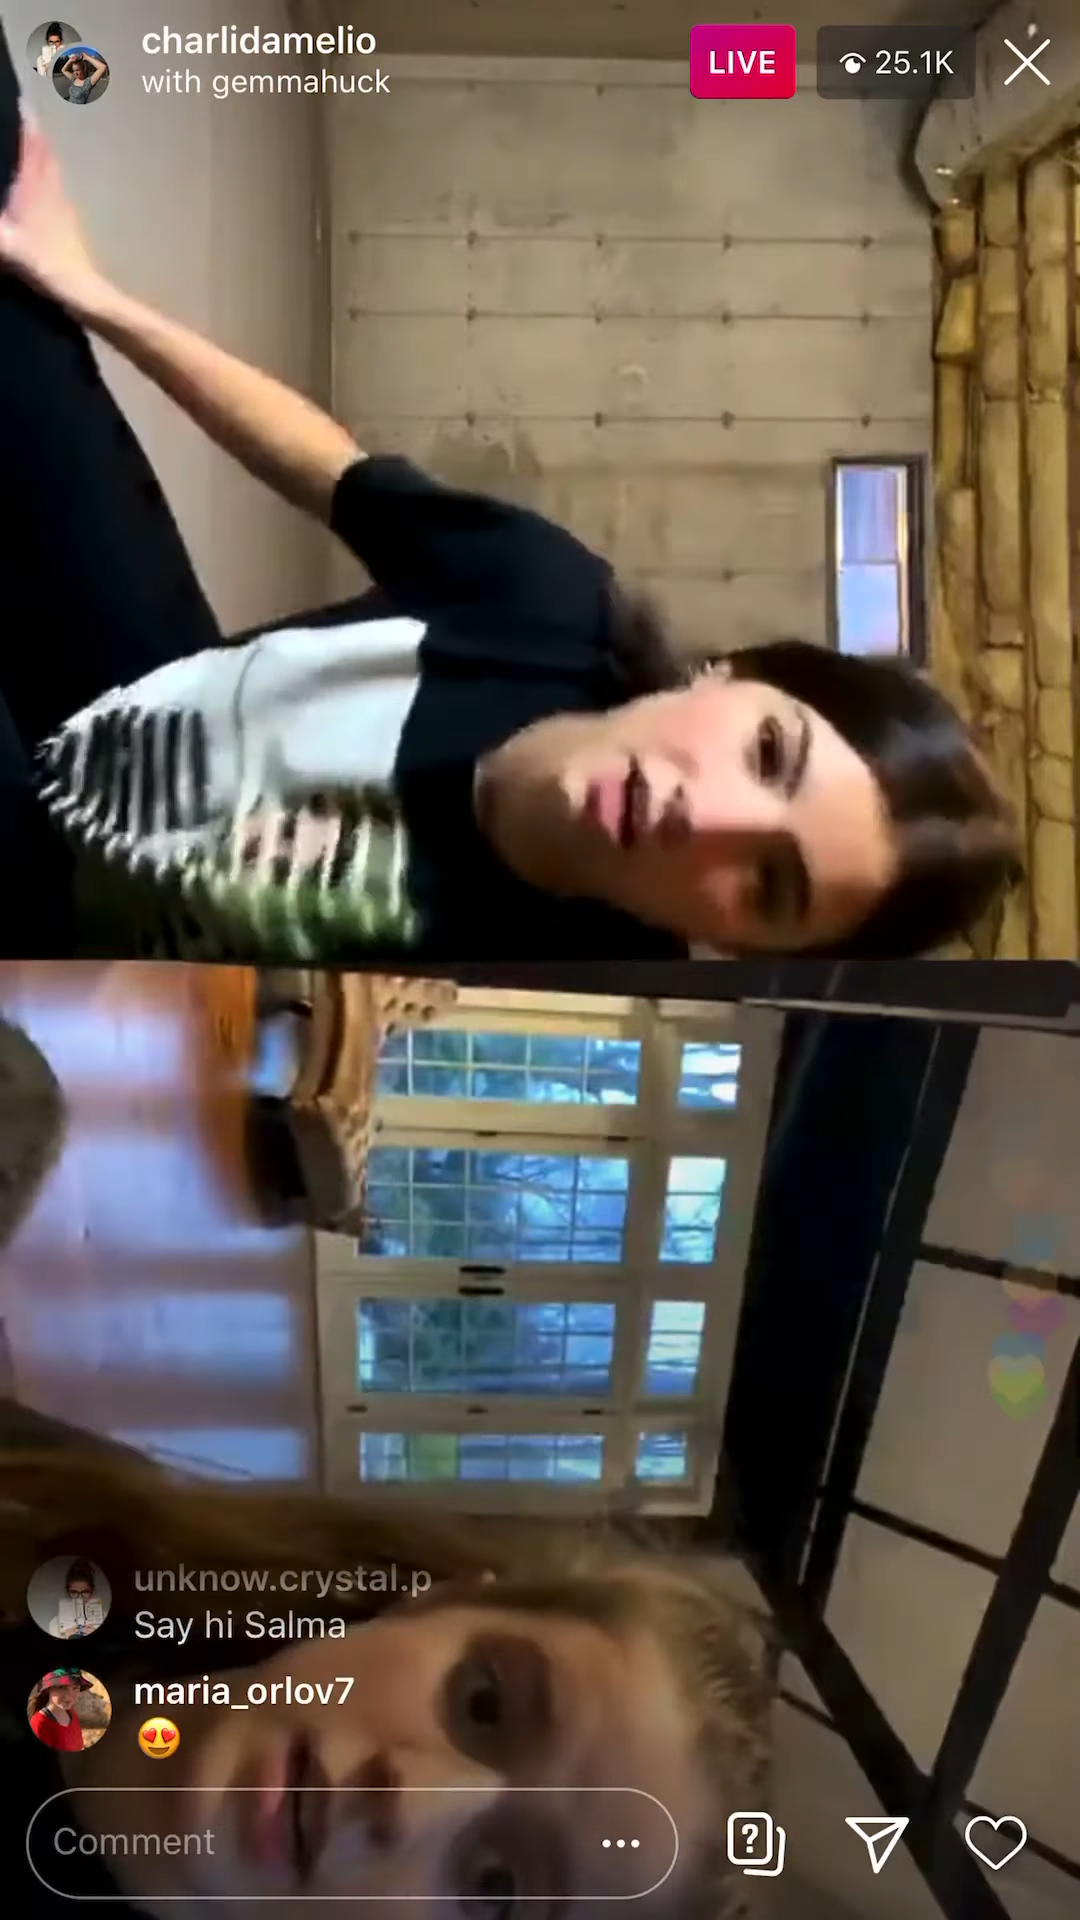 charlidamelio
with gemmahuck
LIVE
25.1K
unknow.crystal.p
Say hi Salma
maria_orlov7
😍
Comment